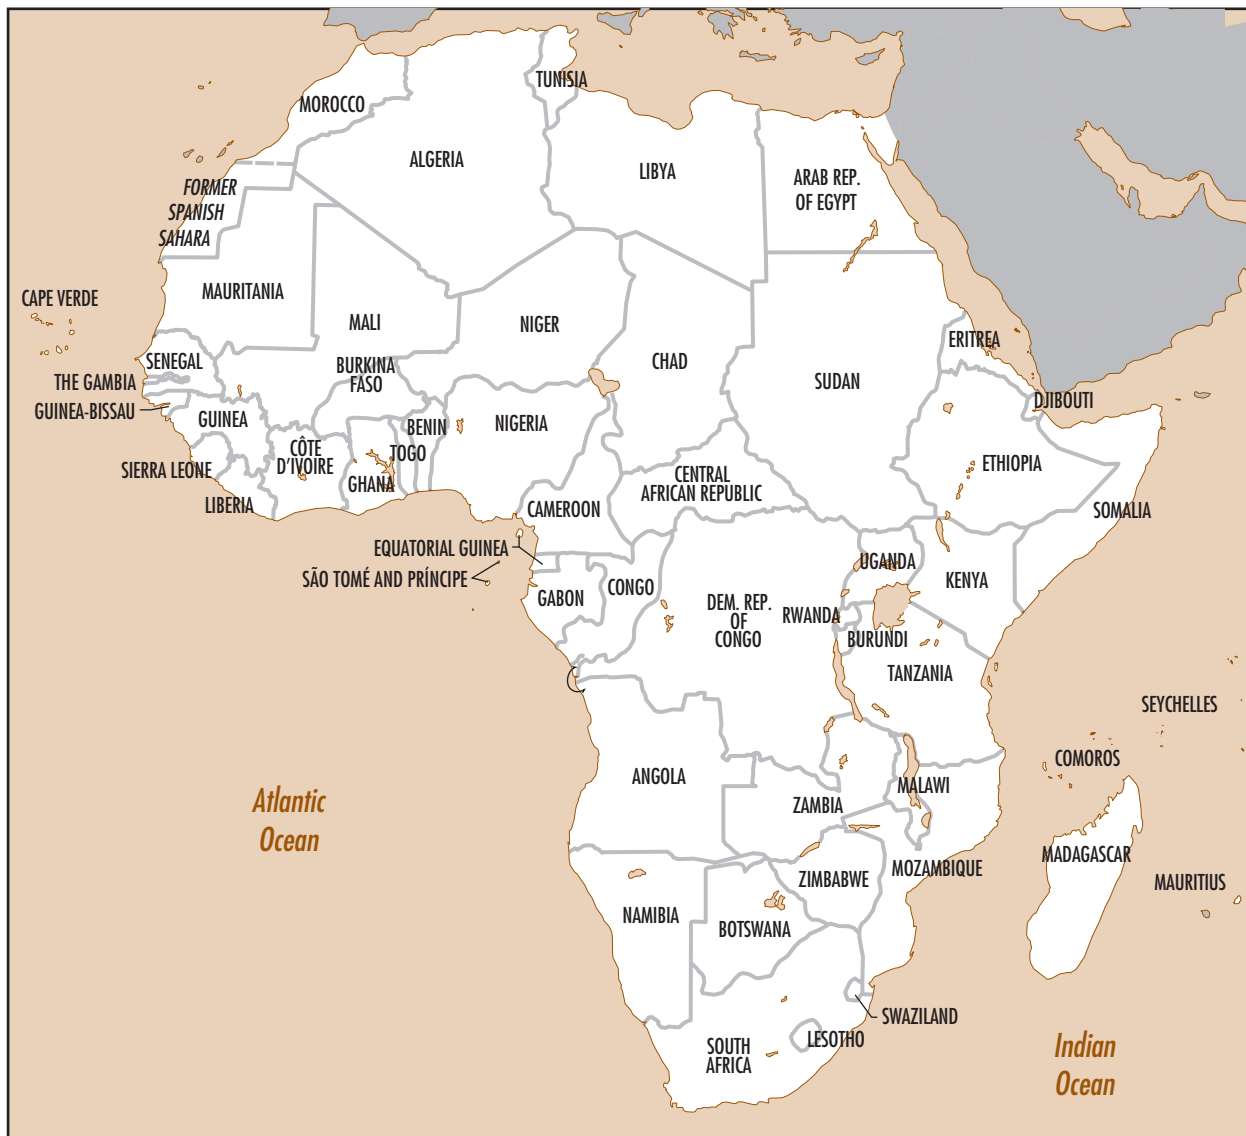 TUNISIA
MOROCCO
ALGERIA
LIBYA
ARAB REP.
OF EGYPT
FORMER
SPANISH
SAHARA
MAURITANIA
CAPE VERDE
MALI
NIGER
CHAD
SUDAN
ERITREA
SENEGAL
BURKINA
FASO
THE GAMBIA
DJIBOUTI
GUINEA-BISSAU
GUINEA
BENIN
NIGERIA
CÔTE
D'IVOIRE
TOGO
SIERRA LEONE
GHANA
CENTRAL
AFRICAN REPUBLIC
ETHIOPIA
LIBERIA
CAMEROON
SOMALIA
EQUATORIAL GUINEA
UGANDA
SÃO TOMÉ AND PRÍNCIPE
GABON
CONGO
KENYA
DEM. REP.
OF
CONGO
RWANDA
BURUNDI
TANZANIA
SEYCHELLES
COMOROS
ANGOLA
MALAWI
ZAMBIA
Atlantic
Ocean
MADAGASCAR
MOZAMBIQUE
ZIMBABWE
MAURITIUS
NAMIBIA
BOTSWANA
SWAZILAND
LESOTHO
SOUTH
AFRICA
Indian
Ocean